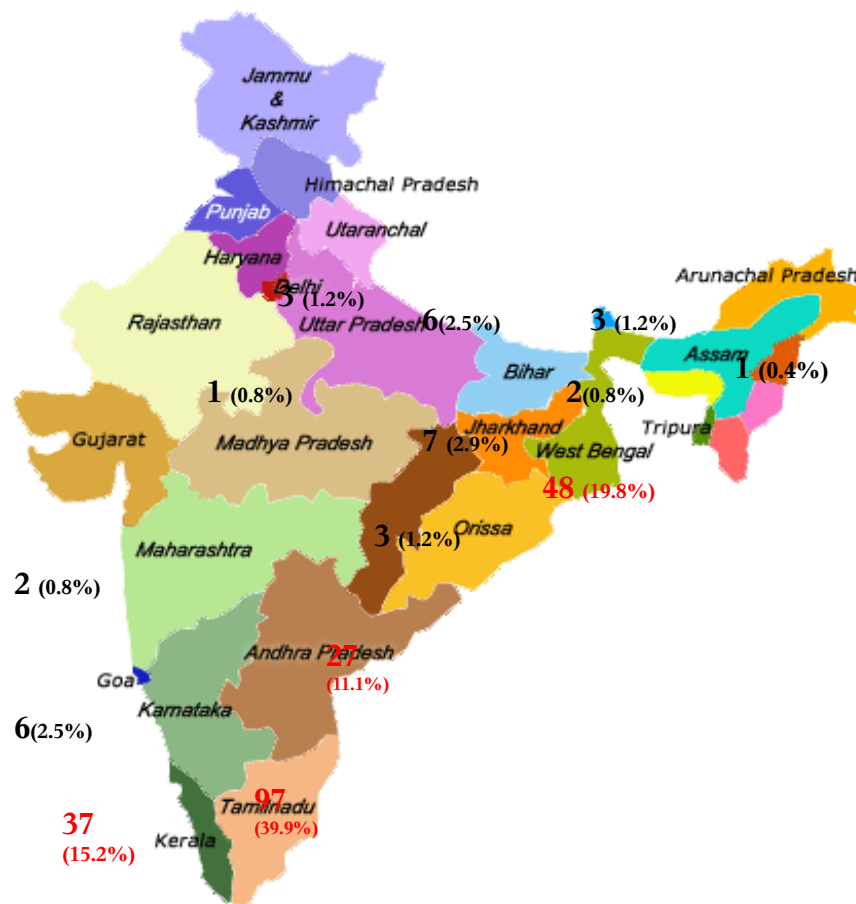 Jammu
&
Kashmir
Himachal Pradesh
Punjab
Utaranchal
Haryana
Arunachal Pradesh
Delhi
3 (1.2%)
Rajasthan
Uttar Pradesh
6(2.5%)
3 (1.2%)
Assam
Bihar
1 (0.4%)
1 (0.8%)
2(0.8%)
Gujarat
Madhya Pradesh
7 (2.9%)
Jharkhand
West Bengal
Tripura
48 (19.8%)
Orissa
3 (1.2%)
Maharashtra
2 (0.8%)
Andhra Pradesh
27
(11.1%)
Goa
Karnataka
6(2.5%)
97
Tamilnadu
(39.9%)
37
(15.2%)
Kerala